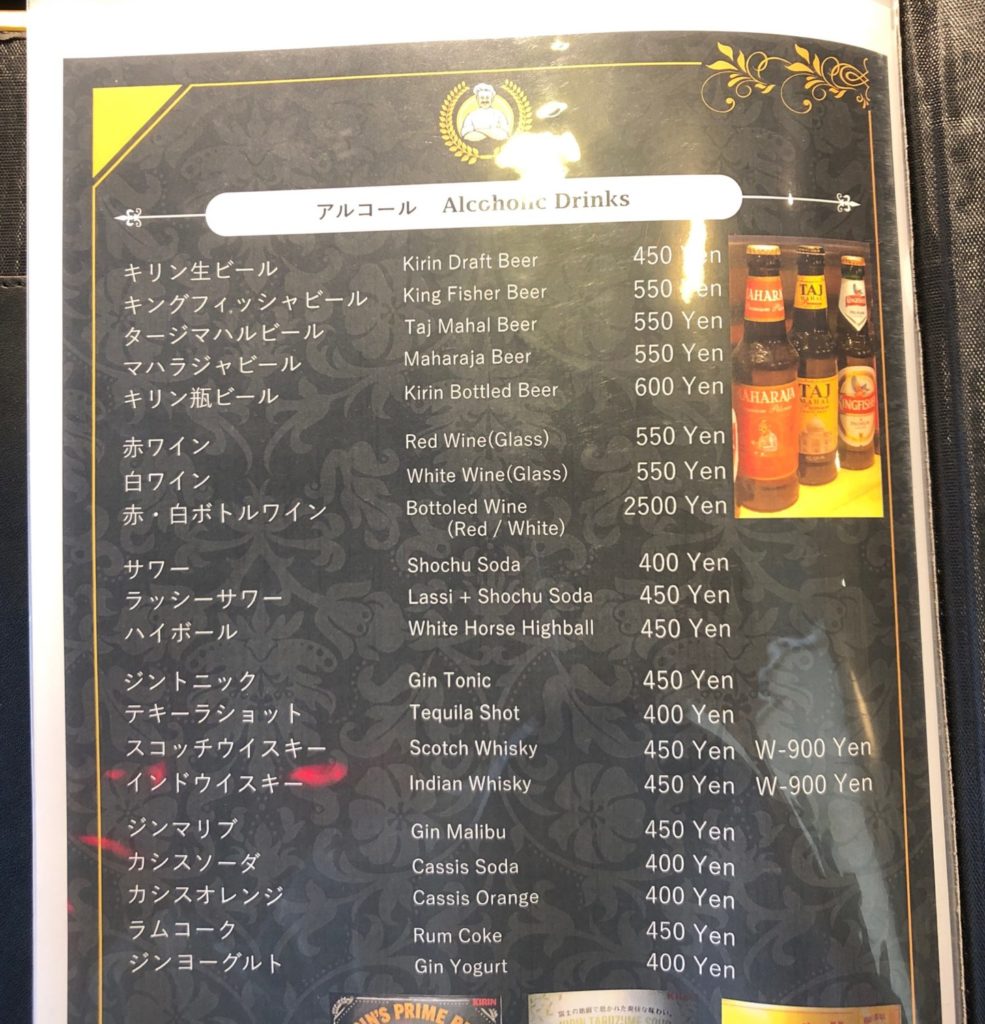 アルコール Alcoholic Drinks
キリン生ビール Kirin Draft Beer 450 Yen
キングフィッシャビール King Fisher Beer 550 Yen
タージマハルビール Taj Mahal Beer 550 Yen
マハラジャビール Maharaja Beer 550 Yen
キリン瓶ビール Kirin Bottled Beer 600 Yen
赤ワイン Red Wine(Glass) 550 Yen
白ワイン White Wine(Glass) 550 Yen
赤・白ボトルワイン Bottoled Wine 2500 Yen
(Red / White)
サワー Shochu Soda 400 Yen
ラッシーサワー Lassi + Shochu Soda 450 Yen
ハイボール White Horse Highball 450 Yen
ジントニック Gin Tonic 450 Yen
テキーラショット Tequila Shot 400 Yen
スコッチウイスキー Scotch Whisky 450 Yen W-900 Yen
インドウイスキー Indian Whisky 450 Yen W-900 Yen
ジンマリブ Gin Malibu 450 Yen
カシスソーダ Cassis Soda 400 Yen
カシスオレンジ Cassis Orange 400 Yen
ラムコーク Rum Coke 450 Yen
ジンヨーグルト Gin Yogurt 400 Yen
MAHARAJA
TAJ
MAHAL
TAJ
MAHAL
KINGFISHER
KIRIN
PRIME
KIRIN